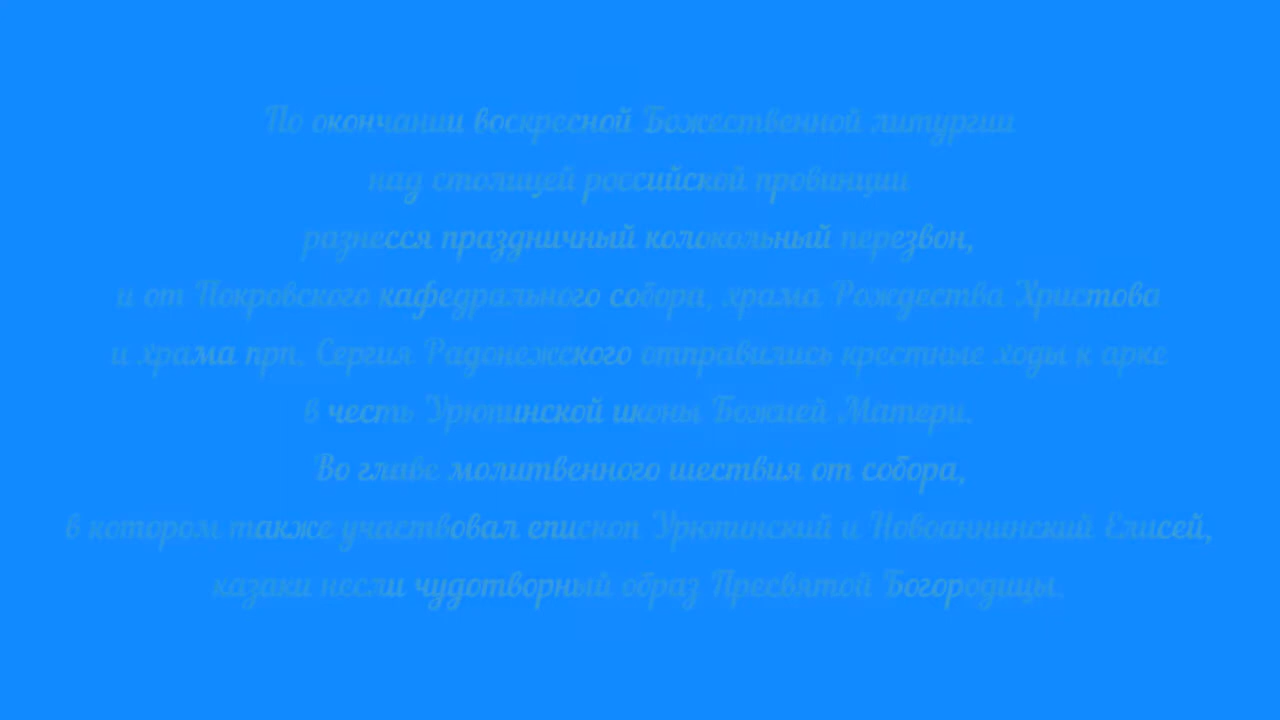 По окончании воскресной Божественной литургии
над столицей российской провинции
разнесся праздничный колокольный перезвон,
и от Покровского кафедрального собора, храма Рождества Христова
и храма прп. Сергия Радонежского отправились крестные ходы к арке
в честь Урюпинской иконы Божией Матери.
Во главе молитвенного шествия от собора,
в котором также участвовал епископ Урюпинский и Новоаннинский Елисей,
казаки несли чудотворный образ Пресвятой Богородицы.